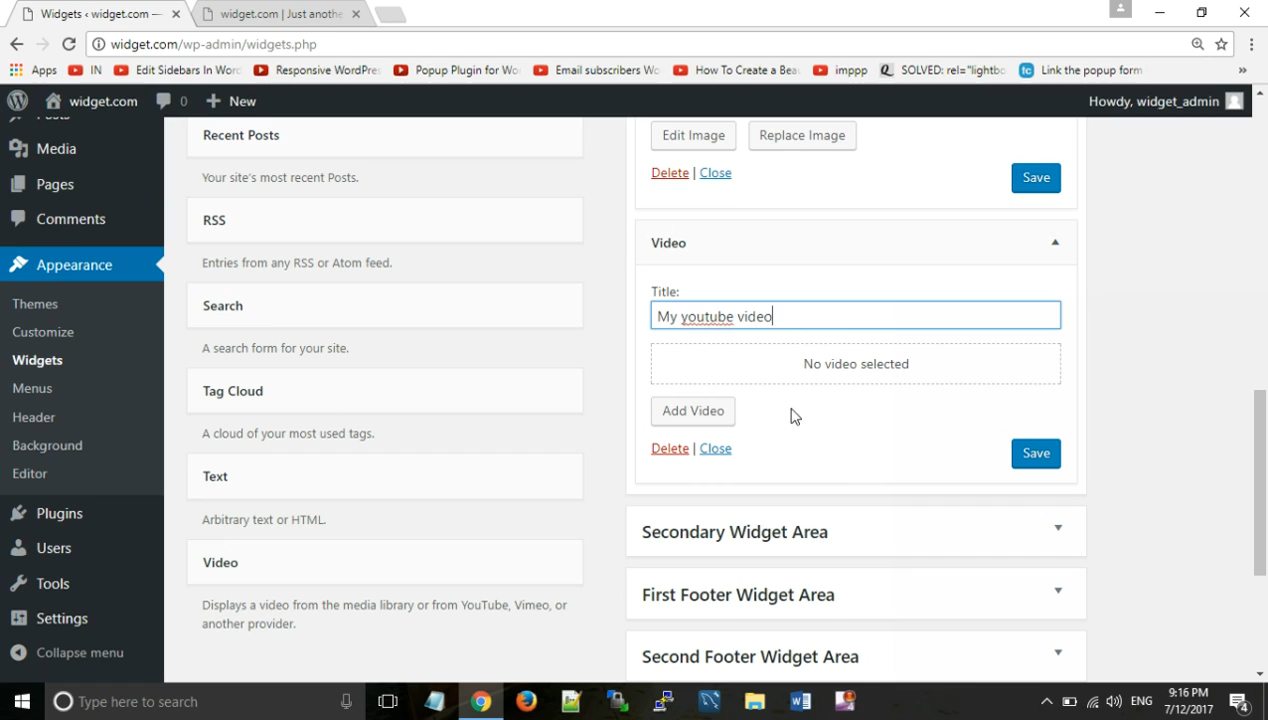 Widgets ‹ widget.com —
widget.com | Just anothe
widget.com/wp-admin/widgets.php
Apps
IN
Edit Sidebars In Word
Responsive WordPres
Popup Plugin for Wo
Email subscribers Wo
How To Create a Beau
imppp
SOLVED: rel="lightbo
Link the popup form
»
widget.com
0
New
Howdy, widget_admin
Posts
Media
Pages
Comments
Appearance
Themes
Customize
Widgets
Menus
Header
Background
Editor
Plugins
Users
Tools
Settings
Collapse menu
Recent Posts
Your site's most recent Posts.
RSS
Entries from any RSS or Atom feed.
Search
A search form for your site.
Tag Cloud
A cloud of your most used tags.
Text
Arbitrary text or HTML.
Video
Displays a video from the media library or from YouTube, Vimeo, or
another provider.
Edit Image
Replace Image
Delete | Close
Save
Video
Title:
My youtube video
No video selected
Add Video
Delete | Close
Save
Secondary Widget Area
First Footer Widget Area
Second Footer Widget Area
Type here to search
ENG
9:16 PM
7/12/2017
4